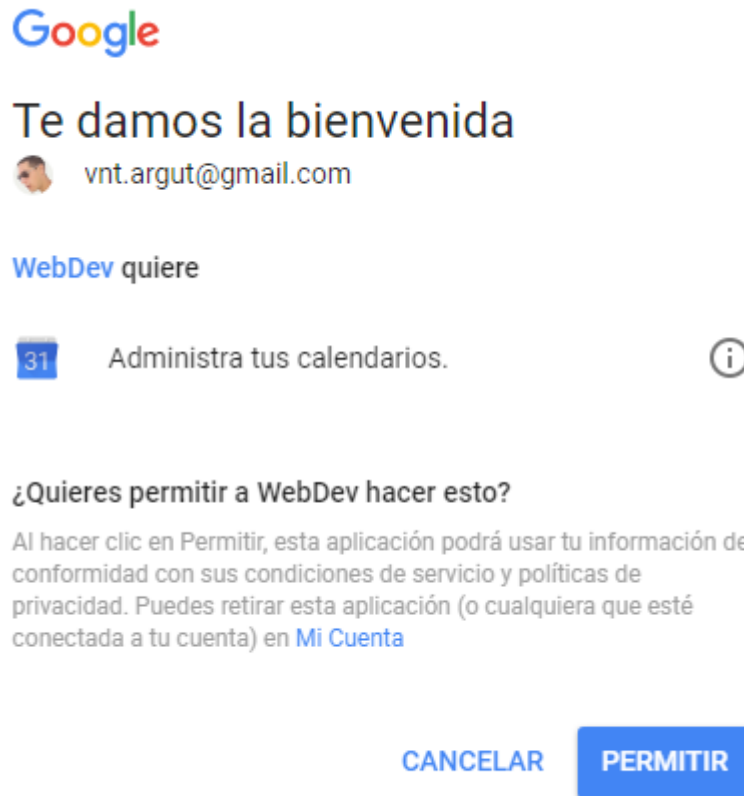 Google
Te damos la bienvenida
vnt.argut@gmail.com
WebDev quiere
31 Administra tus calendarios.
¿Quieres permitir a WebDev hacer esto?
Al hacer clic en Permitir, esta aplicación podrá usar tu información de
conformidad con sus condiciones de servicio y políticas de
privacidad. Puedes retirar esta aplicación (o cualquiera que esté
conectada a tu cuenta) en Mi Cuenta
CANCELAR PERMITIR